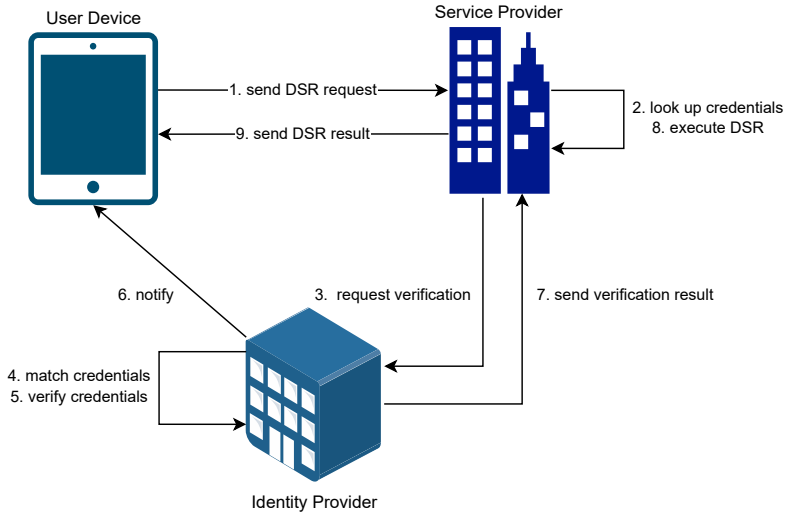 User Device
Service Provider
1. send DSR request
9. send DSR result
2. look up credentials
8. execute DSR
6. notify
3. request verification
7. send verification result
4. match credentials
5. verify credentials
Identity Provider